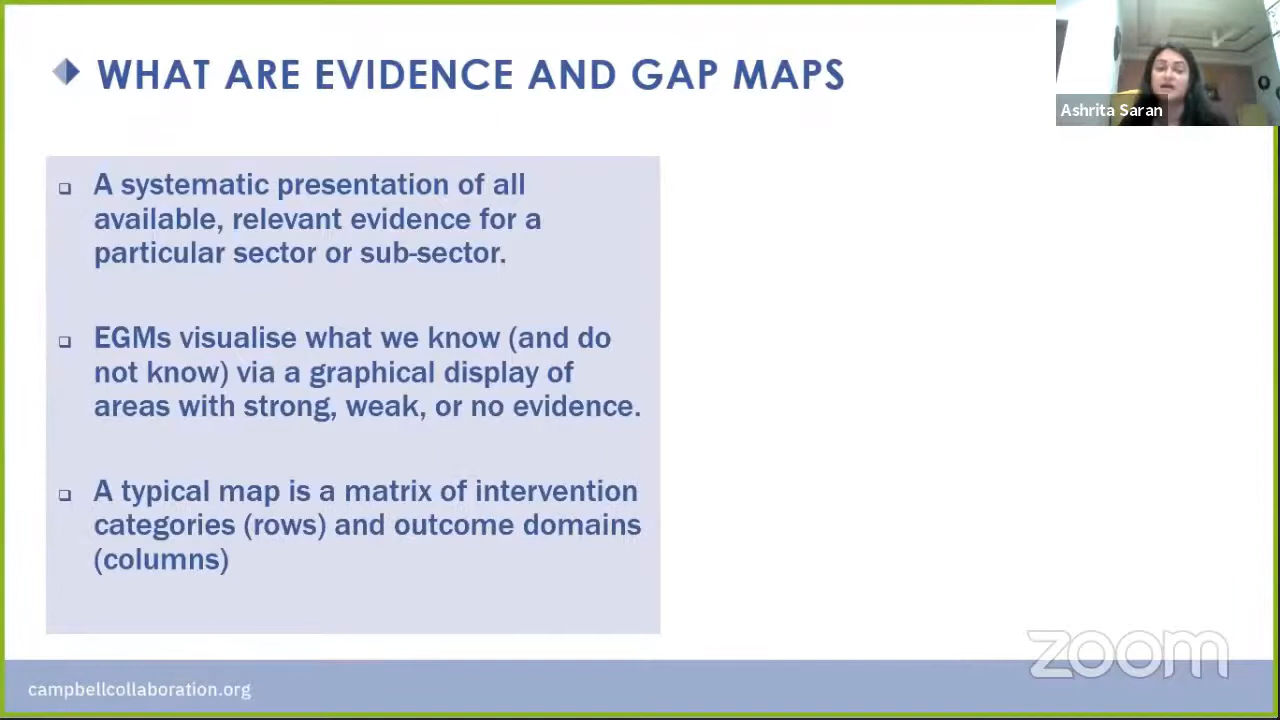 WHAT ARE EVIDENCE AND GAP MAPS
Ashrita Saran
A systematic presentation of all
available, relevant evidence for a
particular sector or sub-sector.
EGMs visualise what we know (and do
not know) via a graphical display of
areas with strong, weak, or no evidence.
A typical map is a matrix of intervention
categories (rows) and outcome domains
(columns)
zoom
campbellcollaboration.org